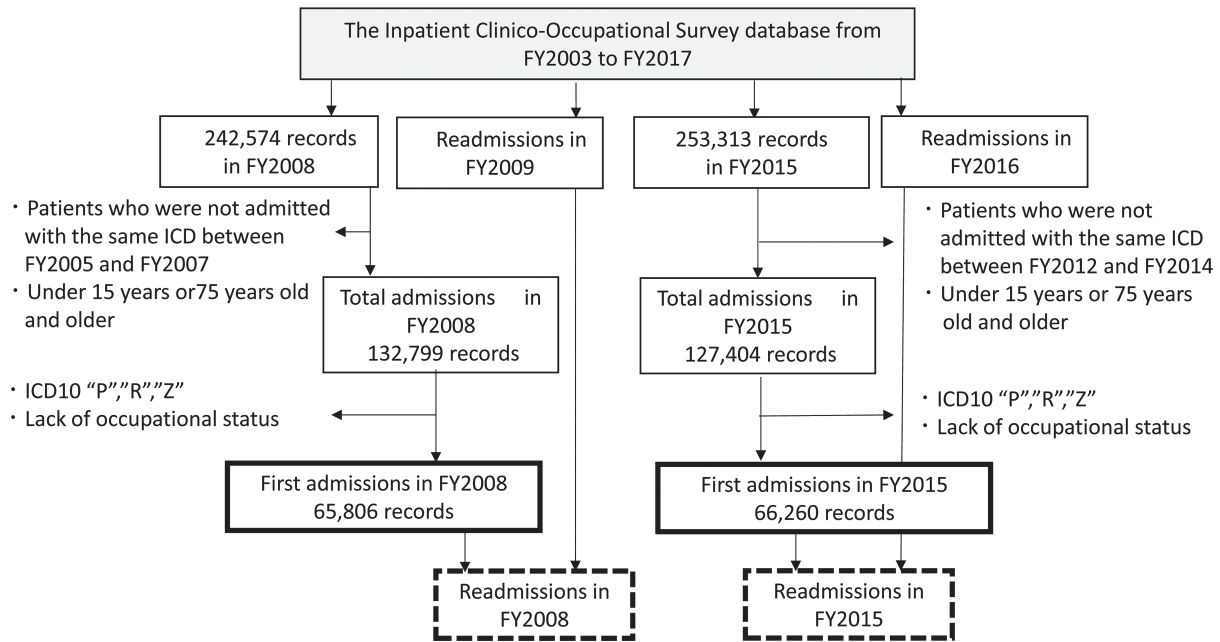 The Inpatient Clinico-Occupational Survey database from
FY2003 to FY2017
242,574 records
in FY2008
Readmissions in
FY2009
253,313 records
in FY2015
Readmissions in
FY2016
・Patients who were not admitted
with the same ICD between
FY2005 and FY2007
・Under 15 years or75 years old
and older
・Patients who were not
admitted with the same ICD
between FY2012 and FY2014
・Under 15 years or 75 years
old and older
Total admissions in
FY2008
132,799 records
Total admissions in
FY2015
127,404 records
・ICD10 “P”,”R”,”Z”
・Lack of occupational status
・ICD10 “P”,”R”,”Z”
・Lack of occupational status
First admissions in FY2008
65,806 records
First admissions in FY2015
66,260 records
Readmissions in
FY2008
Readmissions in
FY2015